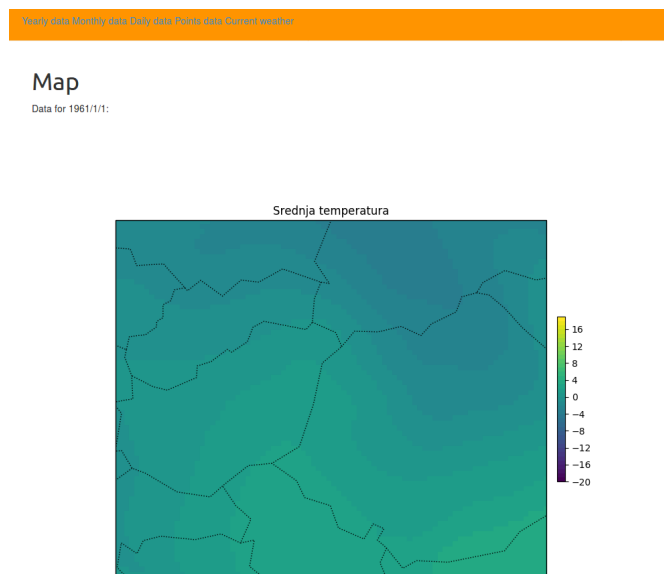 Yearly data Monthly data Daily data Points data Current weather
Map
Data for 1961/1/1:
Srednja temperatura
16
12
8
4
0
−4
−8
−12
−16
−20